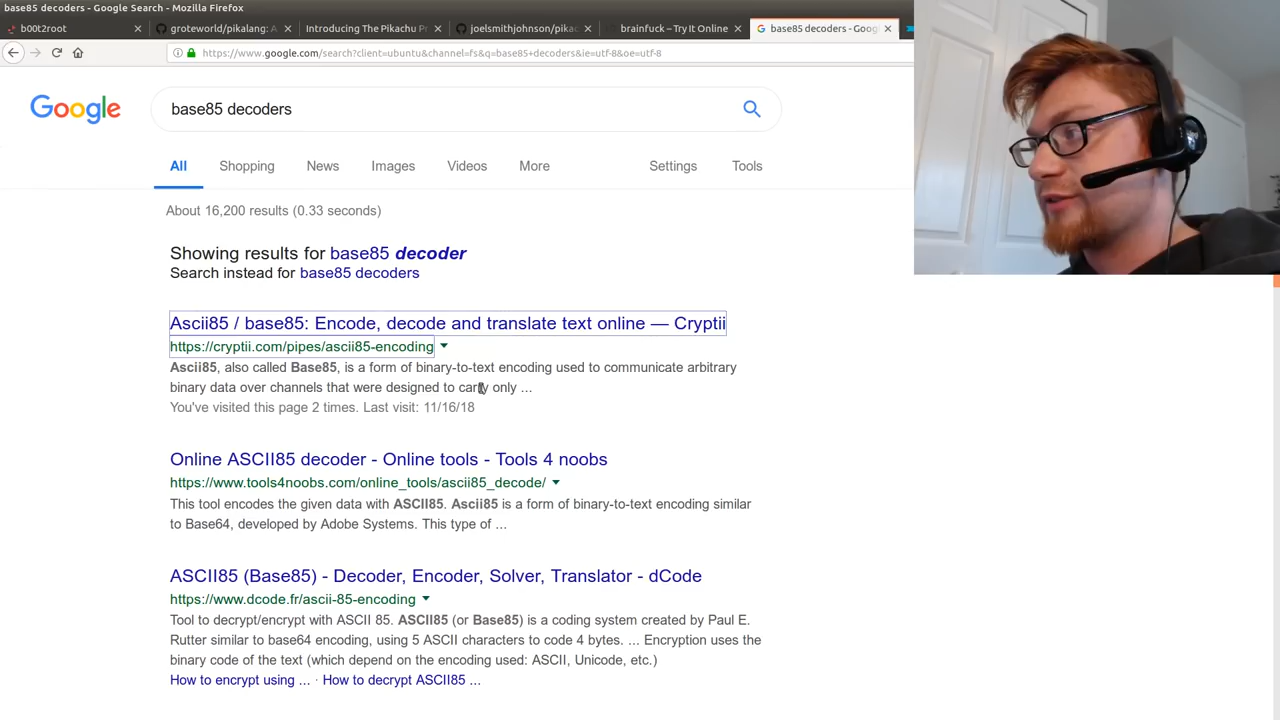 base85 decoders - Google Search - Mozilla Firefox
b00t2root
groteworld/pikalang: A
Introducing The Pikachu Pr
joelsmithjohnson/pikac
brainfuck – Try It Online
base85 decoders - Goog
https://www.google.com/search?client=ubuntu&channel=fs&q=base85+decoders&ie=utf-8&oe=utf-8
Google
base85 decoders
All
Shopping
News
Images
Videos
More
Settings
Tools
About 16,200 results (0.33 seconds)
Showing results for base85 decoder
Search instead for base85 decoders
Ascii85 / base85: Encode, decode and translate text online — Cryptii
https://cryptii.com/pipes/ascii85-encoding
Ascii85, also called Base85, is a form of binary-to-text encoding used to communicate arbitrary
binary data over channels that were designed to carry only ...
You've visited this page 2 times. Last visit: 11/16/18
Online ASCII85 decoder - Online tools - Tools 4 noobs
https://www.tools4noobs.com/online_tools/ascii85_decode/
This tool encodes the given data with ASCII85. Ascii85 is a form of binary-to-text encoding similar
to Base64, developed by Adobe Systems. This type of ...
ASCII85 (Base85) - Decoder, Encoder, Solver, Translator - dCode
https://www.dcode.fr/ascii-85-encoding
Tool to decrypt/encrypt with ASCII 85. ASCII85 (or Base85) is a coding system created by Paul E.
Rutter similar to base64 encoding, using 5 ASCII characters to code 4 bytes. ... Encryption uses the
binary code of the text (which depend on the encoding used: ASCII, Unicode, etc.)
How to encrypt using ... · How to decrypt ASCII85 ...